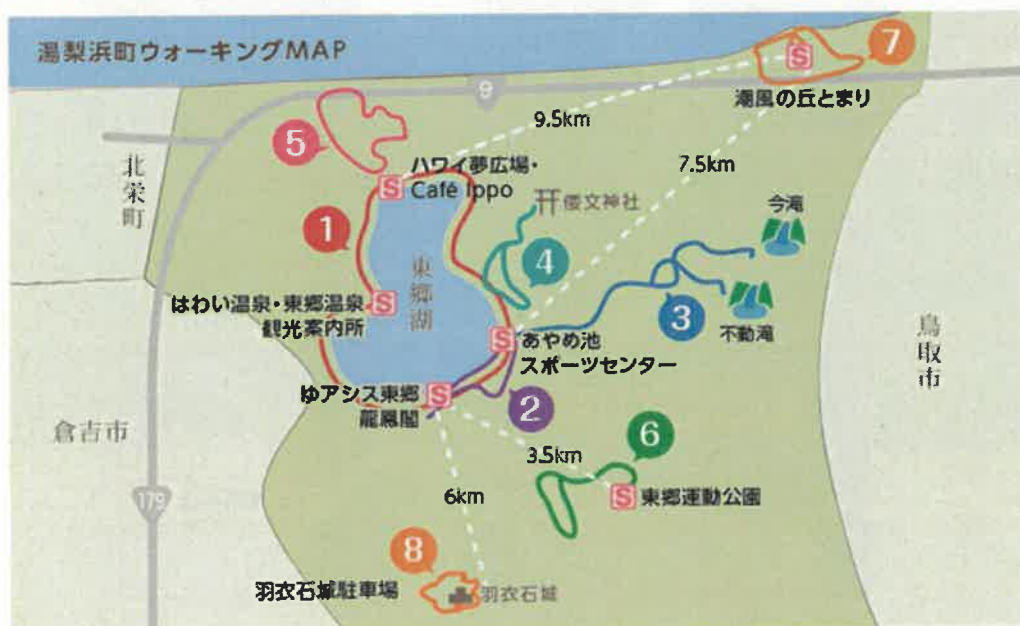 湯梨浜町ウォーキングMAP
9
7
潮風の丘とまり
9.5km
7.5km
5
北栄町
ハワイ夢広場・
Café Ippo
倭文神社
今滝
1
東郷湖
4
3
不動滝
はわい温泉・東郷温泉
観光案内所
S
S
S
S
S
S
あやめ池
スポーツセンター
鳥取市
ゆアシス東郷
龍鳳閣
2
倉吉市
6
3.5km
179
6km
東郷運動公園
8
羽衣石城駐車場
羽衣石城